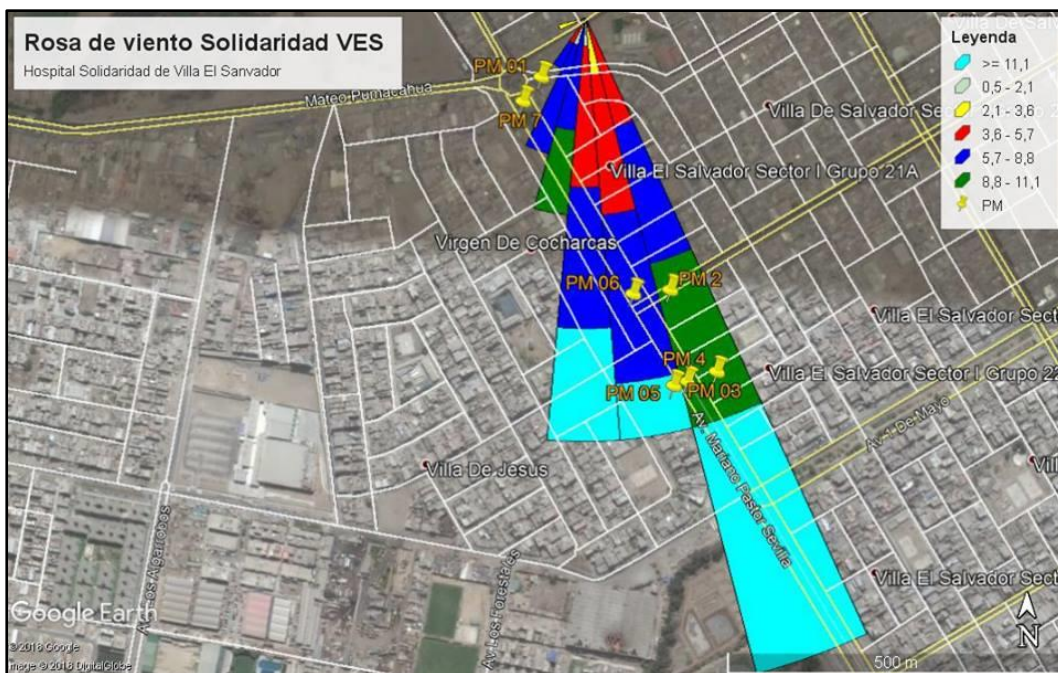 Rosa de viento Solidaridad VES
Hospital Solidaridad de Villa El Sanvador
Leyenda
>= 11,1
0,5 - 2,1
2,1 - 3,6
3,6 - 5,7
5,7 - 8,8
8,8 - 11,1
PM
PM 01
Mateo Pumacahua
PM 7
Villa De Salvador Sector
Villa El Salvador Sector I Grupo 21A
Virgen De Cocharcas
PM 06
PM 2
Villa El Salvador Sect
PM 4
PM 05
PM 03
Villa El Salvador Sector I Grupo 22
Av. 1 De Mayo
Av. Mariano Pastor Sevilla
Villa De Jesus
Villa El Salvador Sect
Av Los Algarrobos
Av Los Forestales
Google Earth
© 2016 Google
Image © 2016 DigitalGlobe
500 m
N